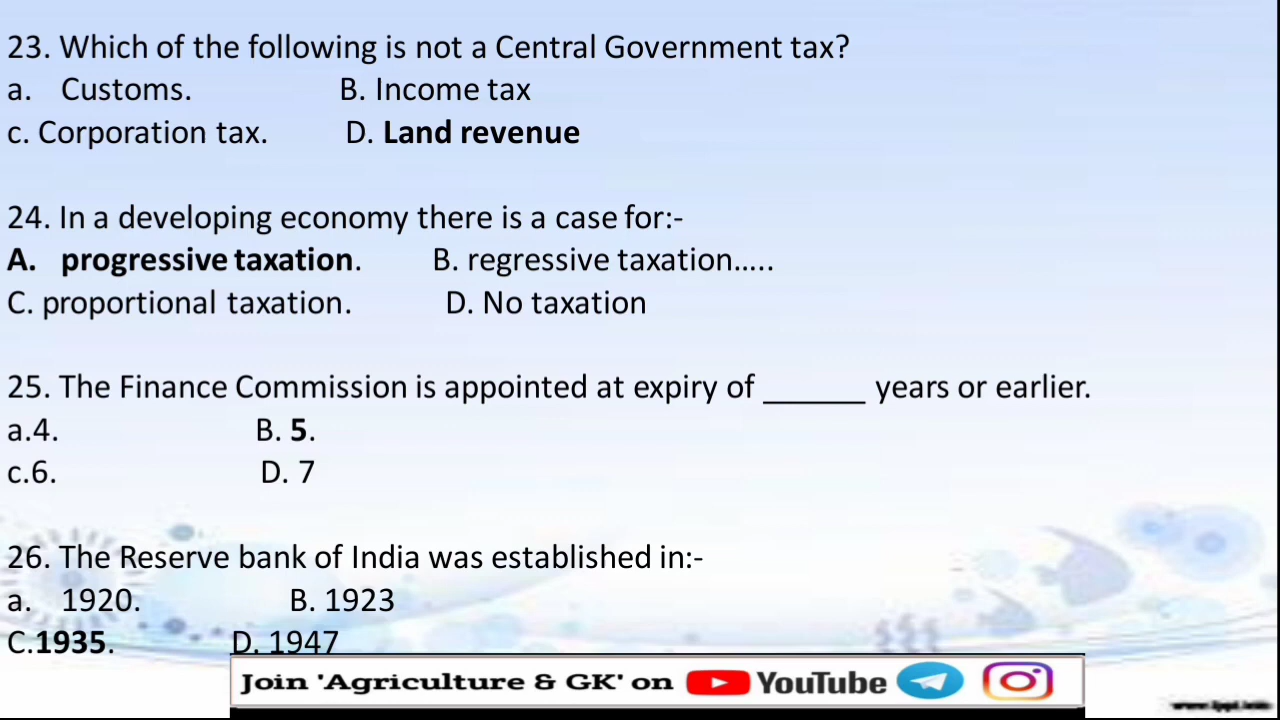 23. Which of the following is not a Central Government tax?
a. Customs. B. Income tax
c. Corporation tax. D. Land revenue
24. In a developing economy there is a case for:-
A. progressive taxation. B. regressive taxation.....
C. proportional taxation. D. No taxation
25. The Finance Commission is appointed at expiry of ______ years or earlier.
a.4. B. 5.
c.6. D. 7
26. The Reserve bank of India was established in:-
a. 1920. B. 1923
C.1935. D. 1947
Join 'Agriculture & GK' on YouTube